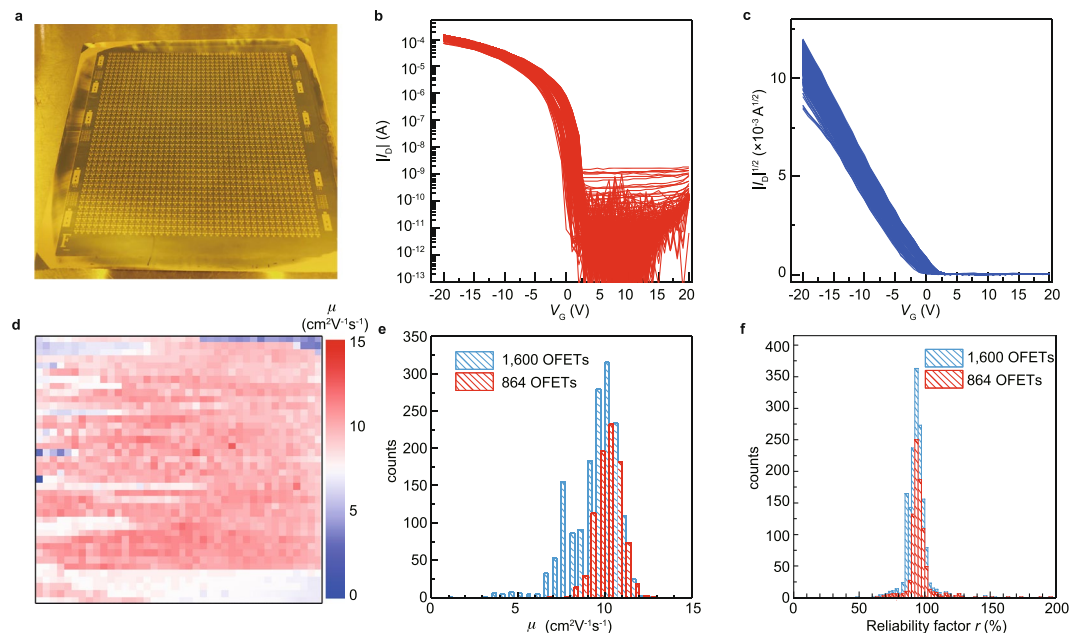 a
b
10⁻⁴
10⁻⁵
10⁻⁶
10⁻⁷
10⁻⁸
10⁻⁹
10⁻¹⁰
10⁻¹¹
10⁻¹²
10⁻¹³
|I_D| (A)
-20 -15 -10 -5 0 5 10 15 20
V_G (V)
c
10
5
0
|I_D|¹ᐟ² (×10⁻³ A¹ᐟ²)
-20 -15 -10 -5 0 5 10 15 20
V_G (V)
d
μ
(cm²V⁻¹s⁻¹)
15
10
5
0
e
350
300
250
200
150
100
50
0
counts
1,600 OFETs
864 OFETs
0 5 10 15
μ (cm²V⁻¹s⁻¹)
f
400
350
300
250
200
150
100
50
0
counts
1,600 OFETs
864 OFETs
0 50 100 150 200
Reliability factor r (%)